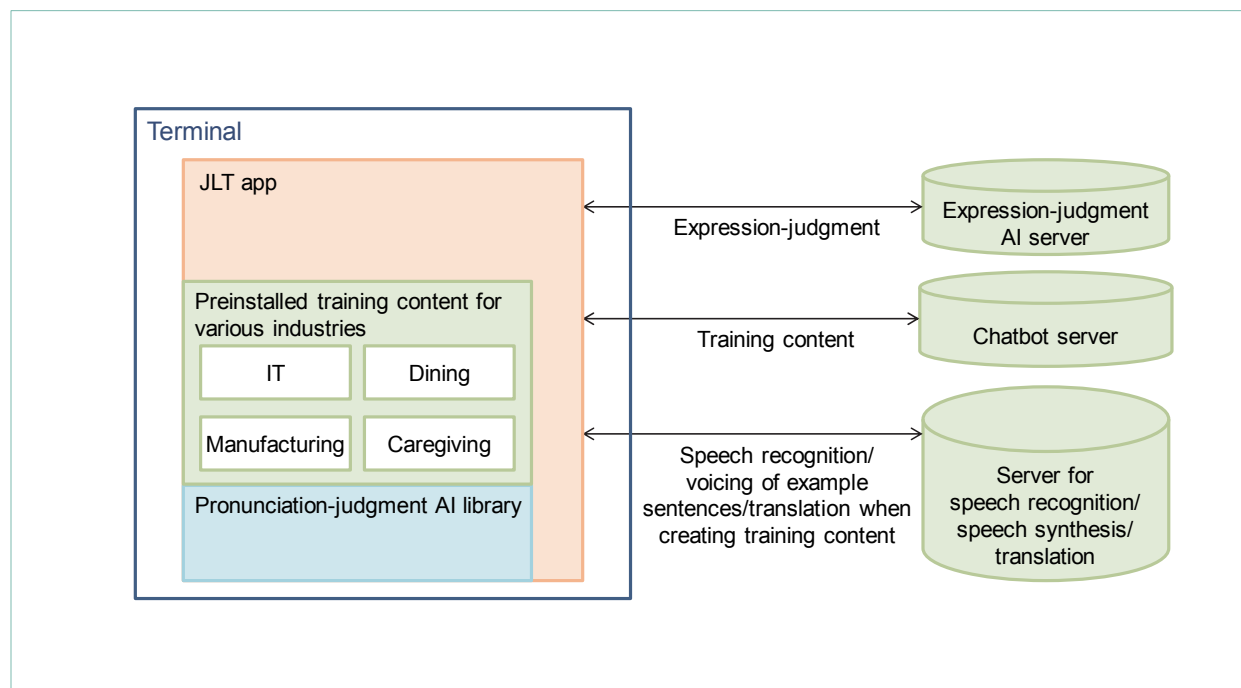 Terminal
JLT app
Preinstalled training content for
various industries
IT
Dining
Manufacturing
Caregiving
Pronunciation-judgment AI library
Expression-judgment
Training content
Speech recognition/
voicing of example
sentences/translation when
creating training content
Expression-judgment
AI server
Chatbot server
Server for
speech recognition/
speech synthesis/
translation